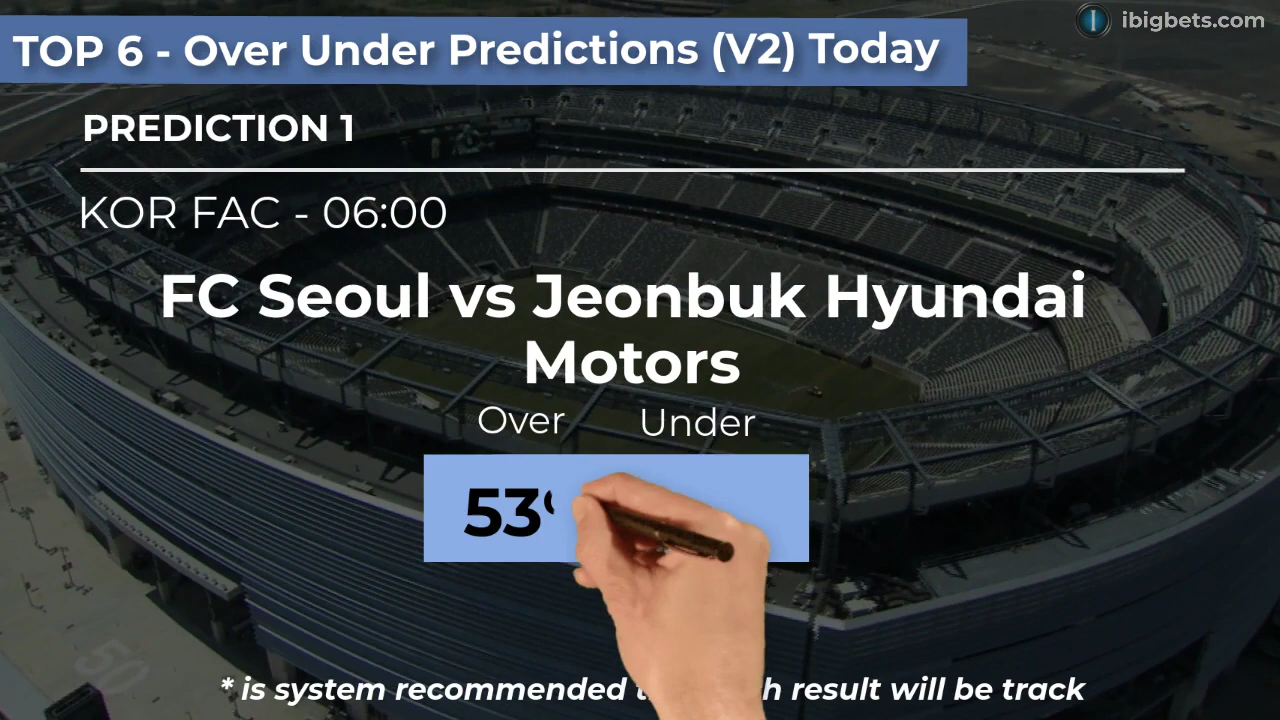 ibigbets.com
TOP 6 - Over Under Predictions (V2) Today
PREDICTION 1
KOR FAC - 06:00
FC Seoul vs Jeonbuk Hyundai
Motors
Over Under
53
* is system recommended result will be track
50